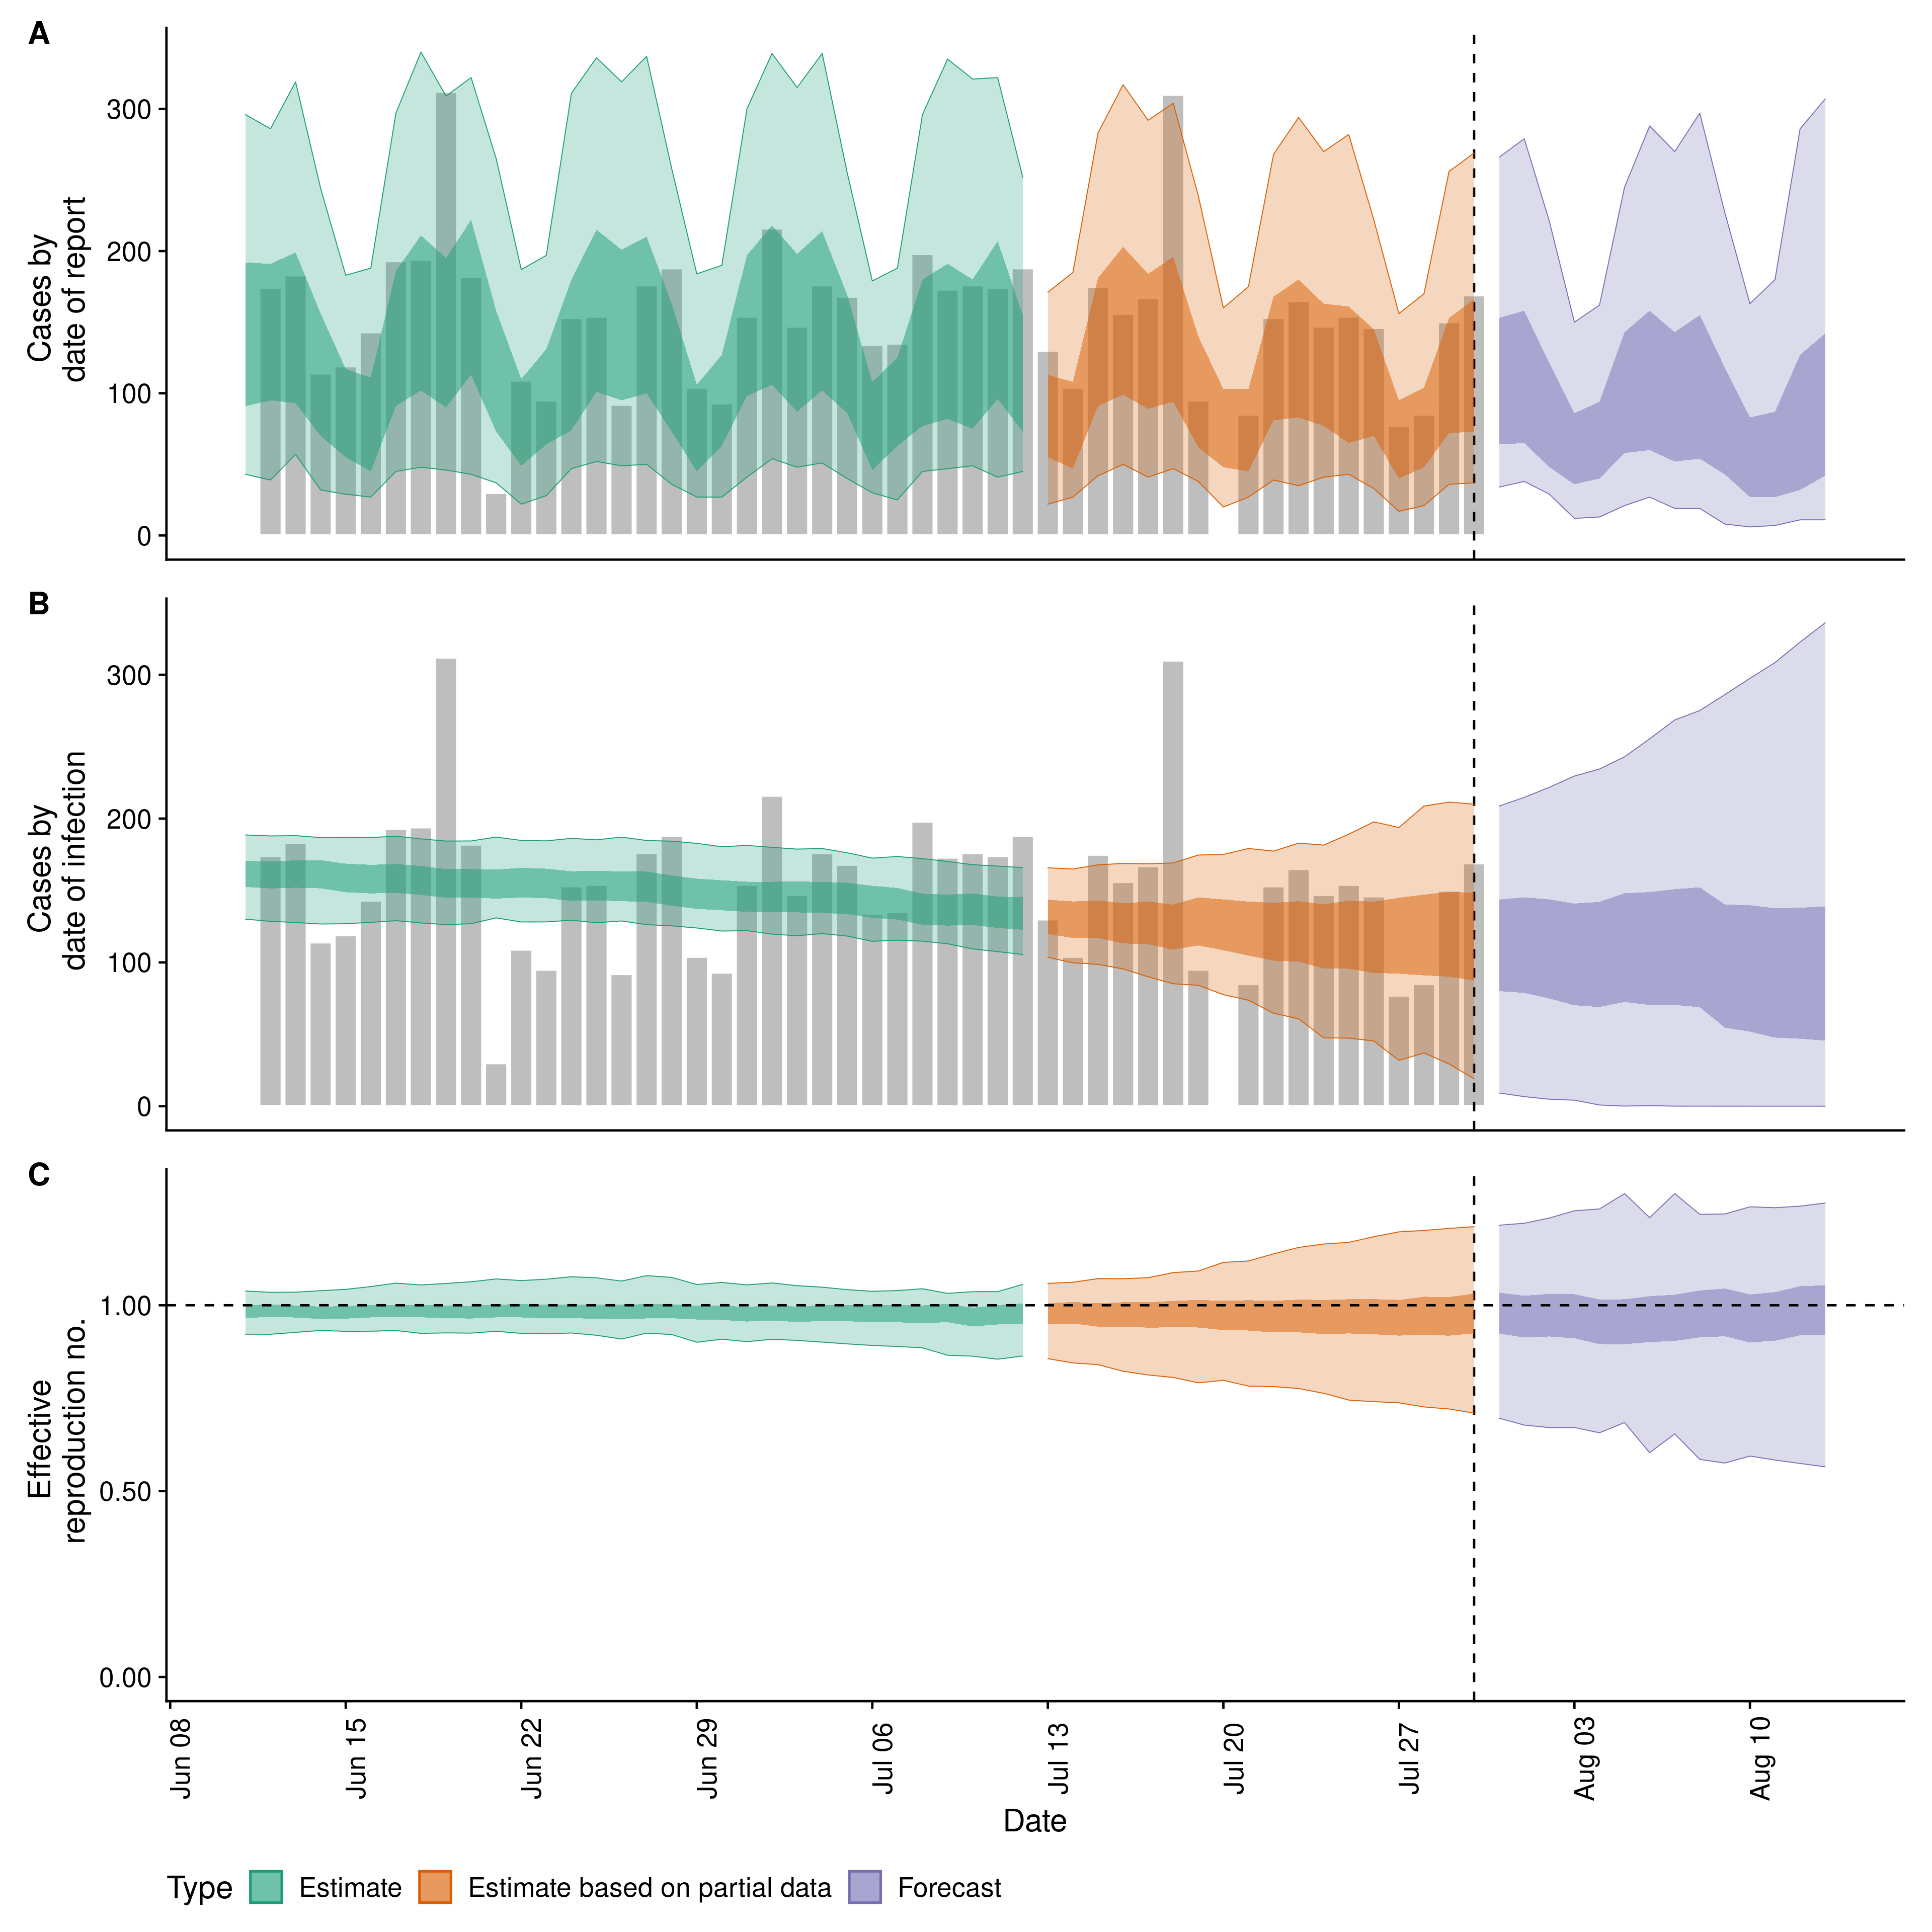 A
Cases by
date of report
300
200
100
0
B
Cases by
date of infection
300
200
100
0
C
Effective
reproduction no.
1.00
0.50
0.00
Jun 08
Jun 15
Jun 22
Jun 29
Jul 06
Jul 13
Jul 20
Jul 27
Aug 03
Aug 10
Date
Type Estimate Estimate based on partial data Forecast